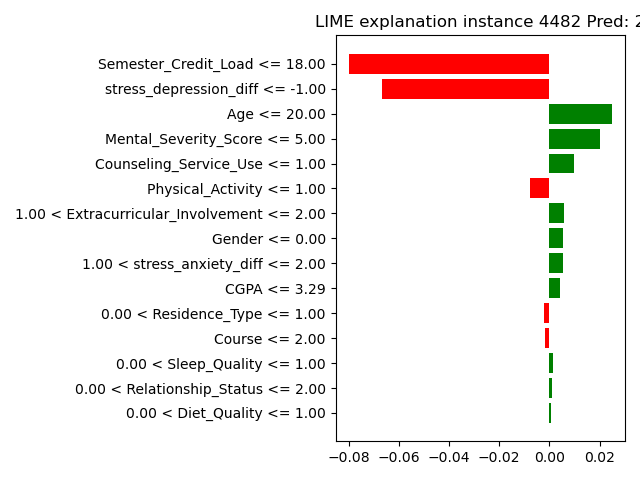 LIME explanation instance 4482 Pred: 2
Semester_Credit_Load <= 18.00
stress_depression_diff <= -1.00
Age <= 20.00
Mental_Severity_Score <= 5.00
Counseling_Service_Use <= 1.00
Physical_Activity <= 1.00
1.00 < Extracurricular_Involvement <= 2.00
Gender <= 0.00
1.00 < stress_anxiety_diff <= 2.00
CGPA <= 3.29
0.00 < Residence_Type <= 1.00
Course <= 2.00
0.00 < Sleep_Quality <= 1.00
0.00 < Relationship_Status <= 2.00
0.00 < Diet_Quality <= 1.00
−0.08 −0.06 −0.04 −0.02 0.00 0.02